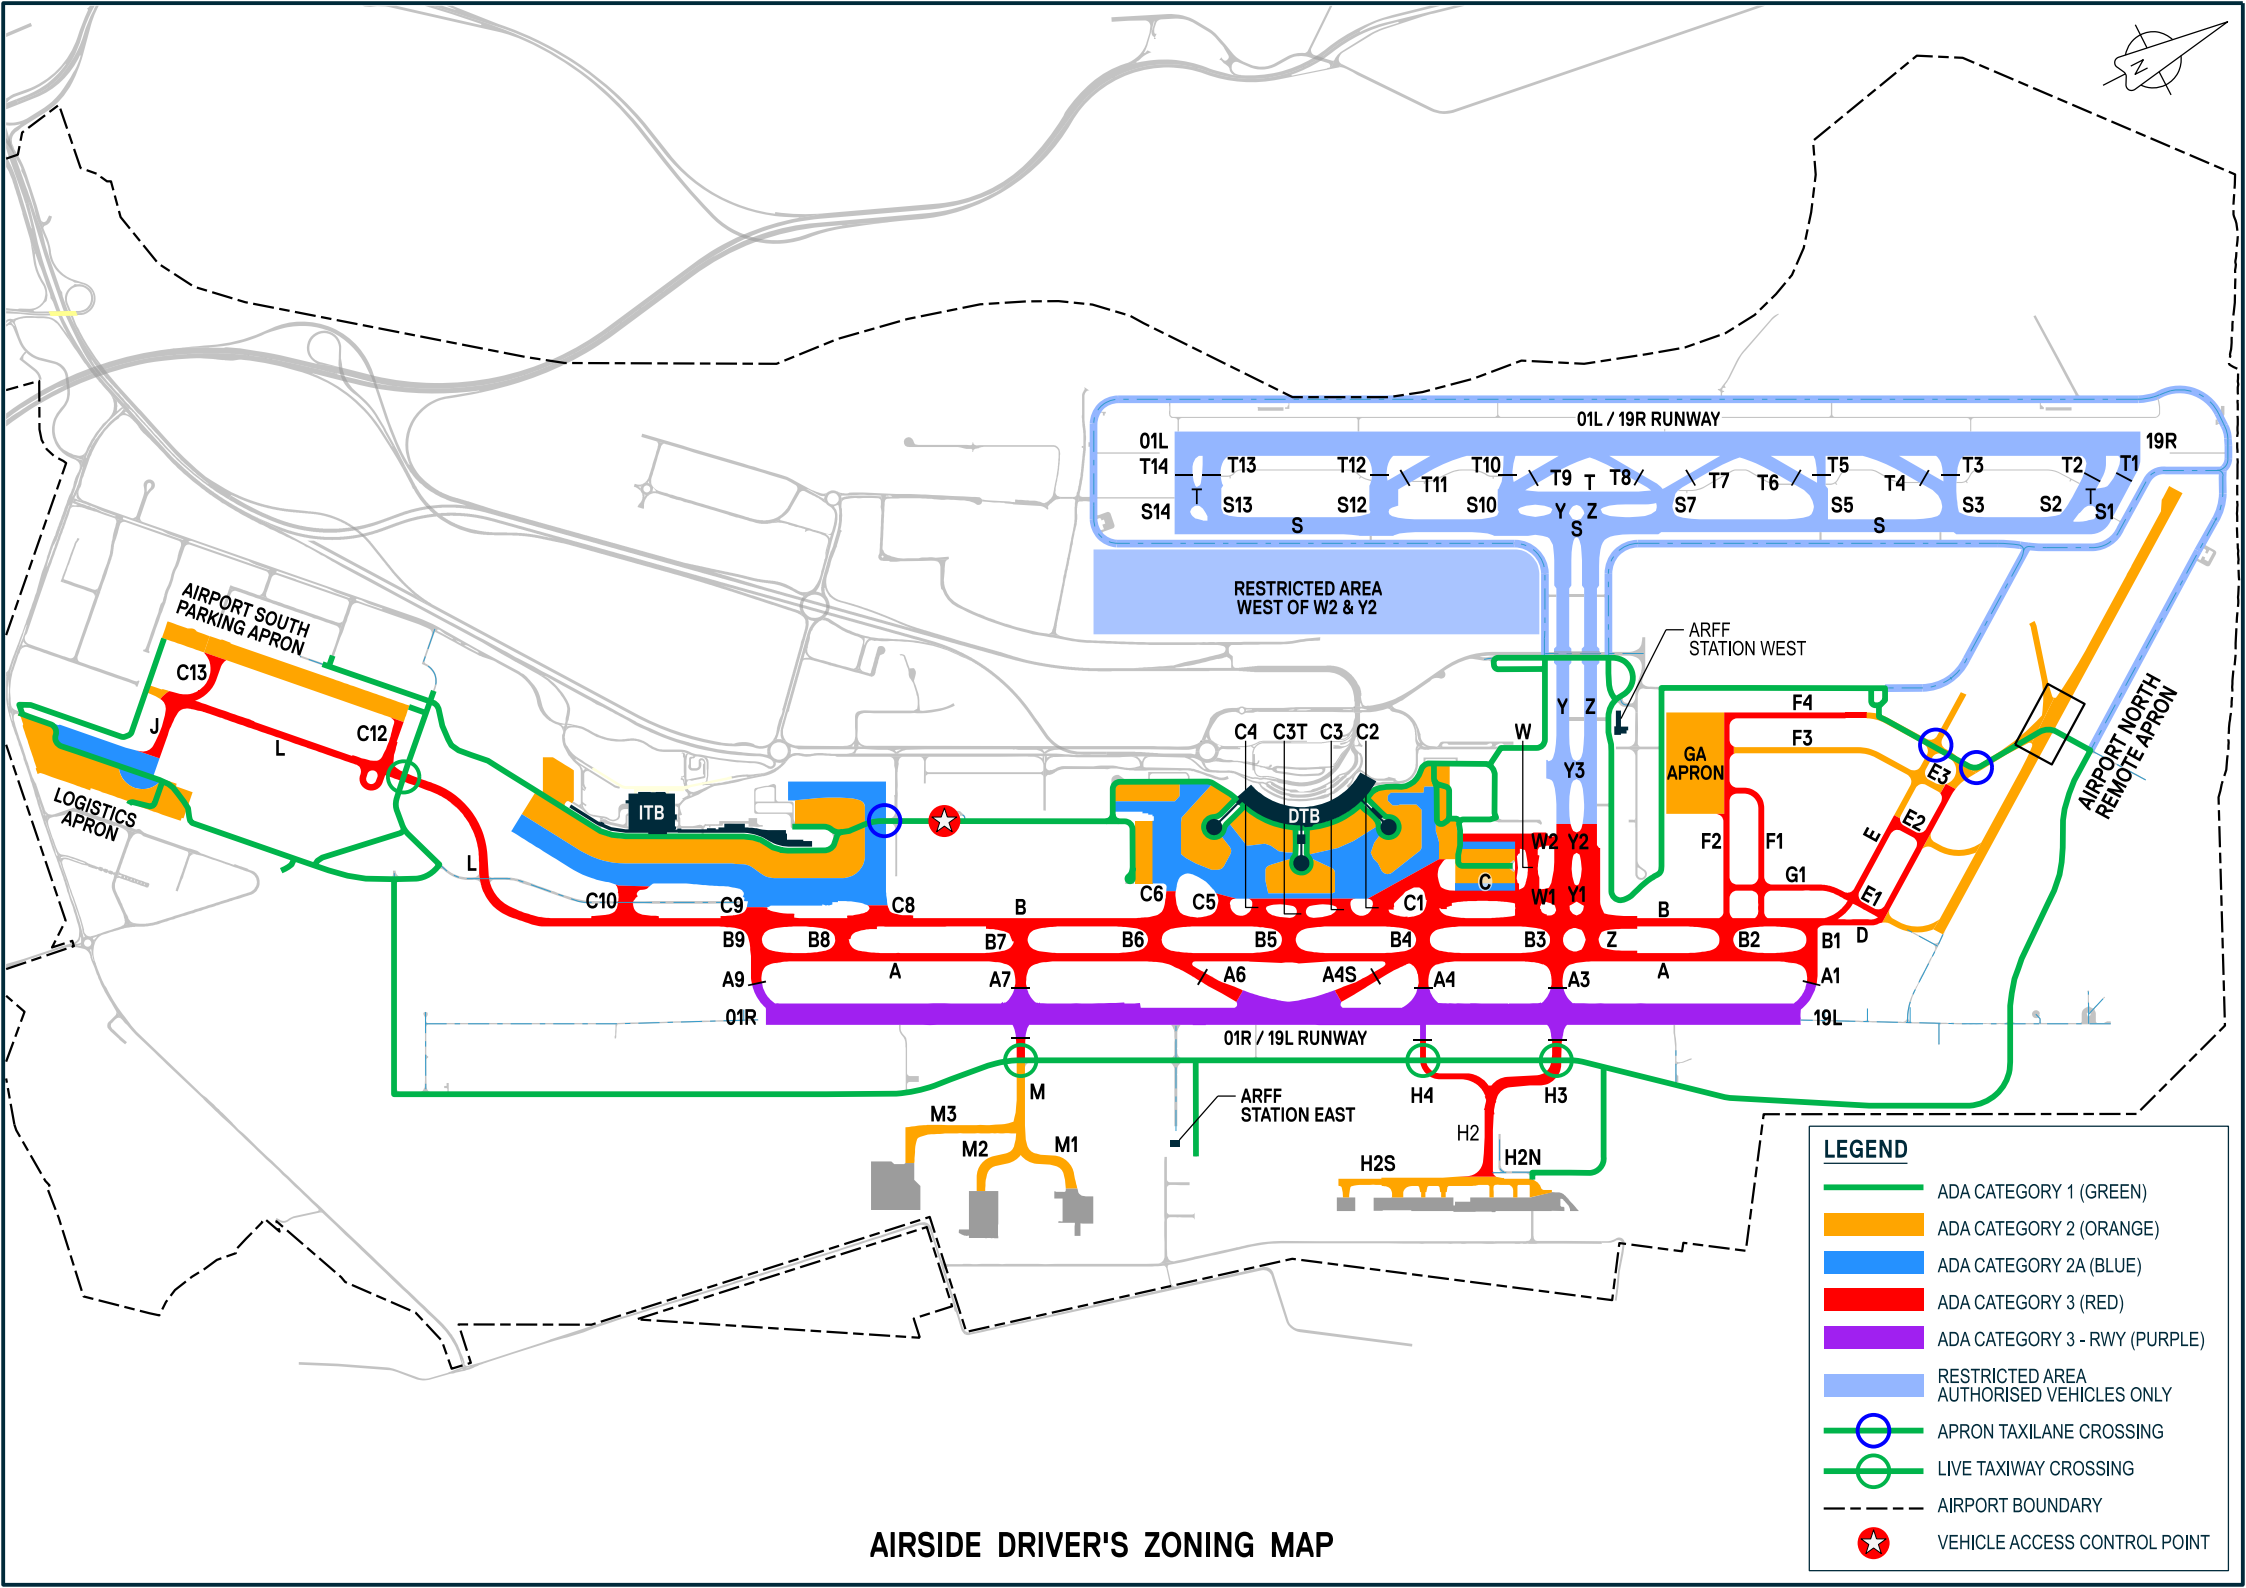 N
01L / 19R RUNWAY
01L
19R
T14
T13
T12
T11
T10
T9
T
T8
T7
T6
T5
T4
T3
T2
T1
T
T
S14
S13
S12
S10
Y
Z
S7
S5
S3
S2
S1
S
S
S
RESTRICTED AREA
WEST OF W2 & Y2
AIRPORT SOUTH
PARKING APRON
ARFF
STATION WEST
C13
J
L
C12
C4
C3T
C3
C2
W
Y
Z
Y3
F4
F3
GA
APRON
E3
AIRPORT NORTH
REMOTE APRON
LOGISTICS
APRON
ITB
DTB
L
W2
Y2
F2
F1
E
E2
C10
C9
C8
B
C6
C5
C1
C
W1
Y1
G1
E1
B
D
B9
B8
B7
B6
B5
B4
B3
Z
B2
B1
A9
A
A7
A6
A4S
A4
A3
A
A1
01R
19L
01R / 19L RUNWAY
M
H4
H3
ARFF
STATION EAST
M3
M2
M1
H2
H2S
H2N
LEGEND
ADA CATEGORY 1 (GREEN)
ADA CATEGORY 2 (ORANGE)
ADA CATEGORY 2A (BLUE)
ADA CATEGORY 3 (RED)
ADA CATEGORY 3 - RWY (PURPLE)
RESTRICTED AREA
AUTHORISED VEHICLES ONLY
APRON TAXILANE CROSSING
LIVE TAXIWAY CROSSING
AIRPORT BOUNDARY
VEHICLE ACCESS CONTROL POINT
AIRSIDE DRIVER'S ZONING MAP